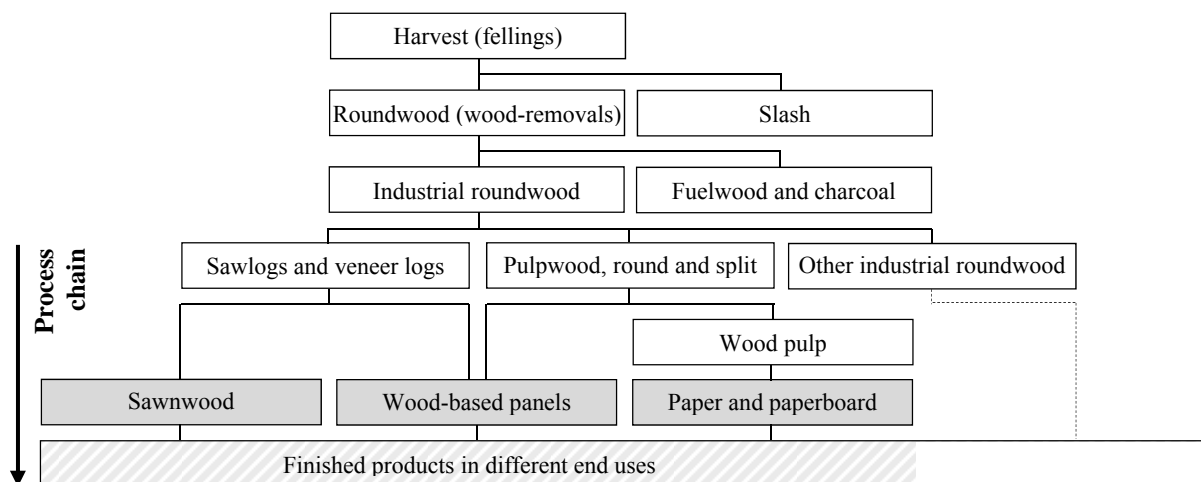 Harvest (fellings)
Roundwood (wood-removals)
Slash
Industrial roundwood
Fuelwood and charcoal
Process
chain
Sawlogs and veneer logs
Pulpwood, round and split
Other industrial roundwood
Wood pulp
Sawnwood
Wood-based panels
Paper and paperboard
Finished products in different end uses